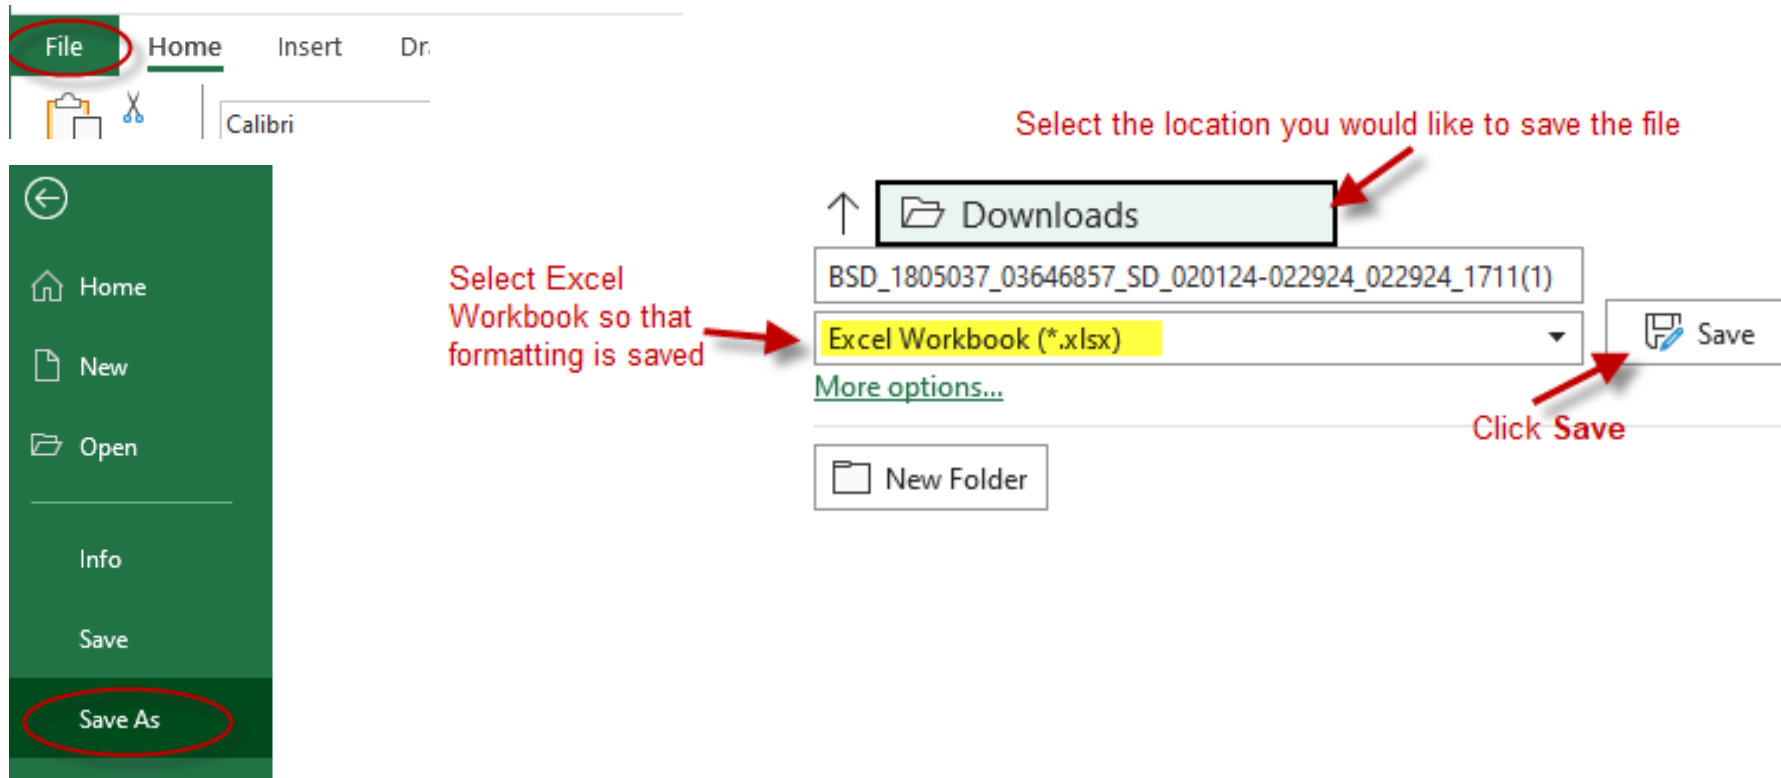 File Home Insert
Calibri
Home
New
Open
Info
Save
Save As
Select the location you would like to save the file
Downloads
BSD_1805037_03646857_SD_020124-022924_022924_1711(1)
Select Excel
Workbook so that
formatting is saved
Excel Workbook (*.xlsx)
Save
More options...
Click Save
New Folder